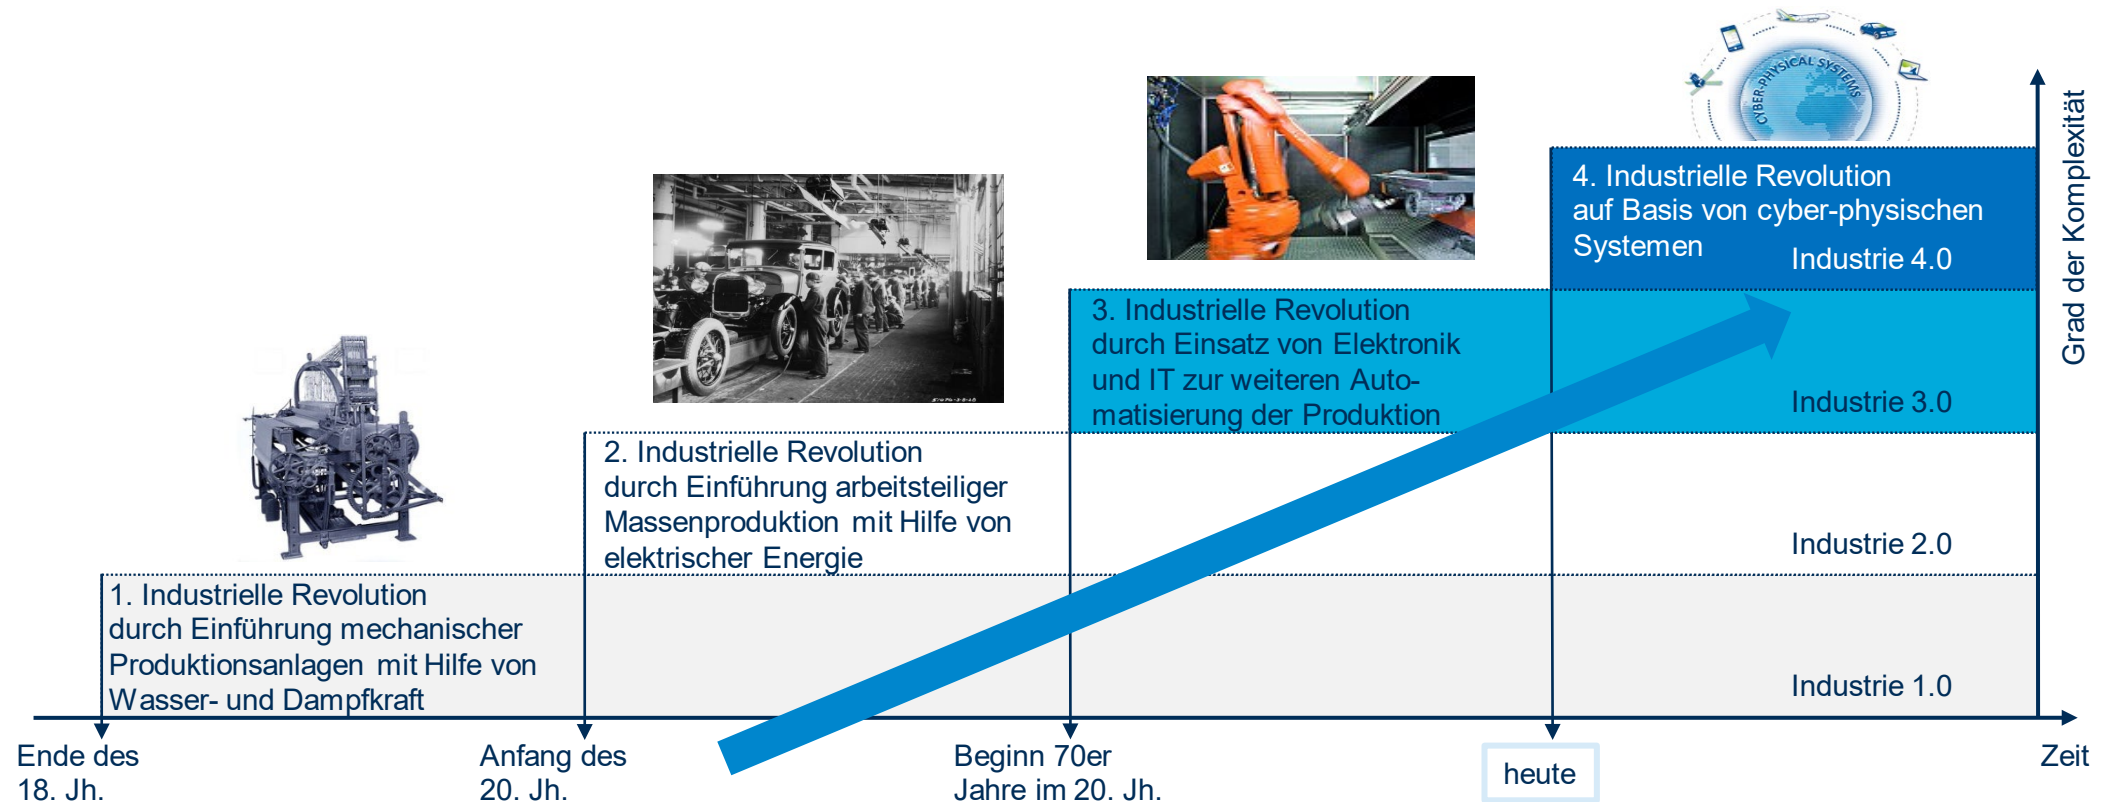 CYBER-PHYSICAL SYSTEMS
Grad der Komplexität
4. Industrielle Revolution
auf Basis von cyber-physischen
Systemen
Industrie 4.0
3. Industrielle Revolution
durch Einsatz von Elektronik
und IT zur weiteren Auto-
matisierung der Produktion
Industrie 3.0
2. Industrielle Revolution
durch Einführung arbeitsteiliger
Massenproduktion mit Hilfe von
elektrischer Energie
Industrie 2.0
1. Industrielle Revolution
durch Einführung mechanischer
Produktionsanlagen mit Hilfe von
Wasser- und Dampfkraft
Industrie 1.0
Ende des
18. Jh.
Anfang des
20. Jh.
Beginn 70er
Jahre im 20. Jh.
heute
Zeit